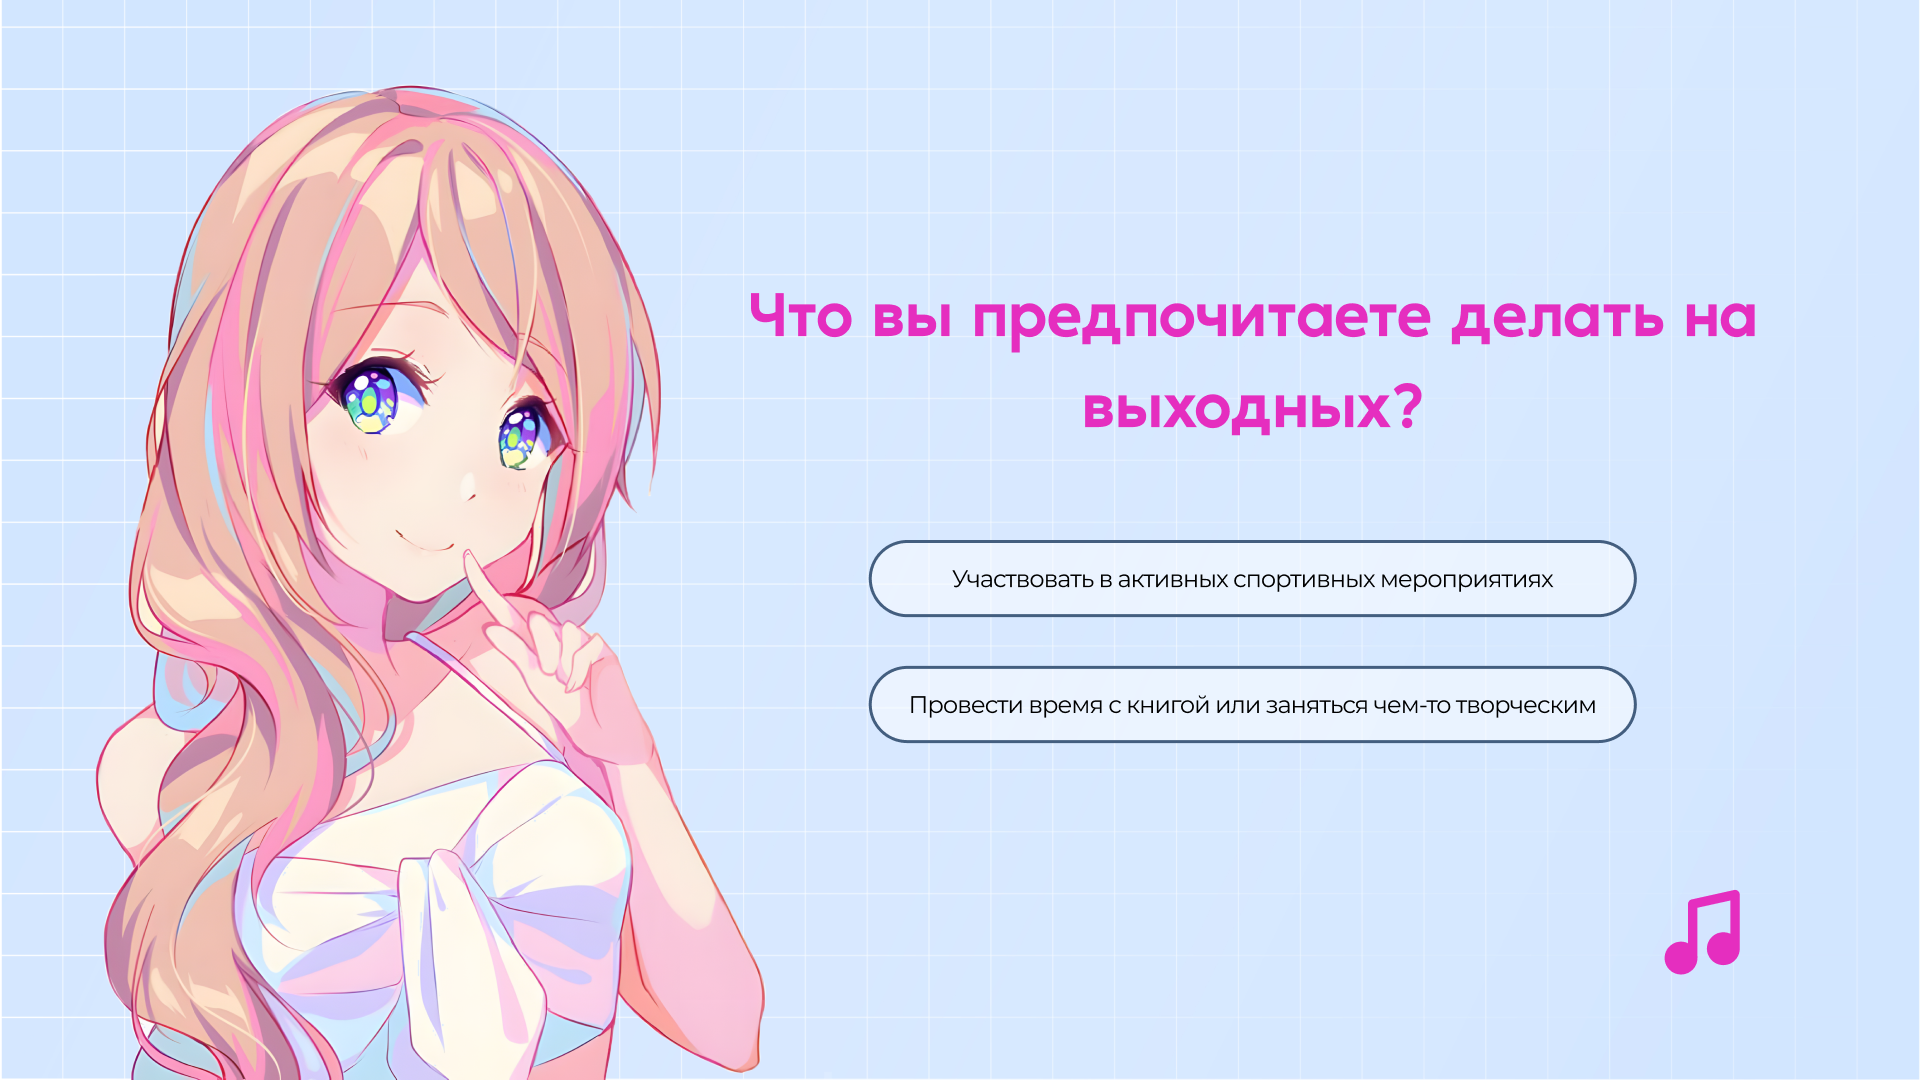 Что вы предпочитаете делать на
выходных?
Участвовать в активных спортивных мероприятиях
Провести время с книгой или заняться чем-то творческим